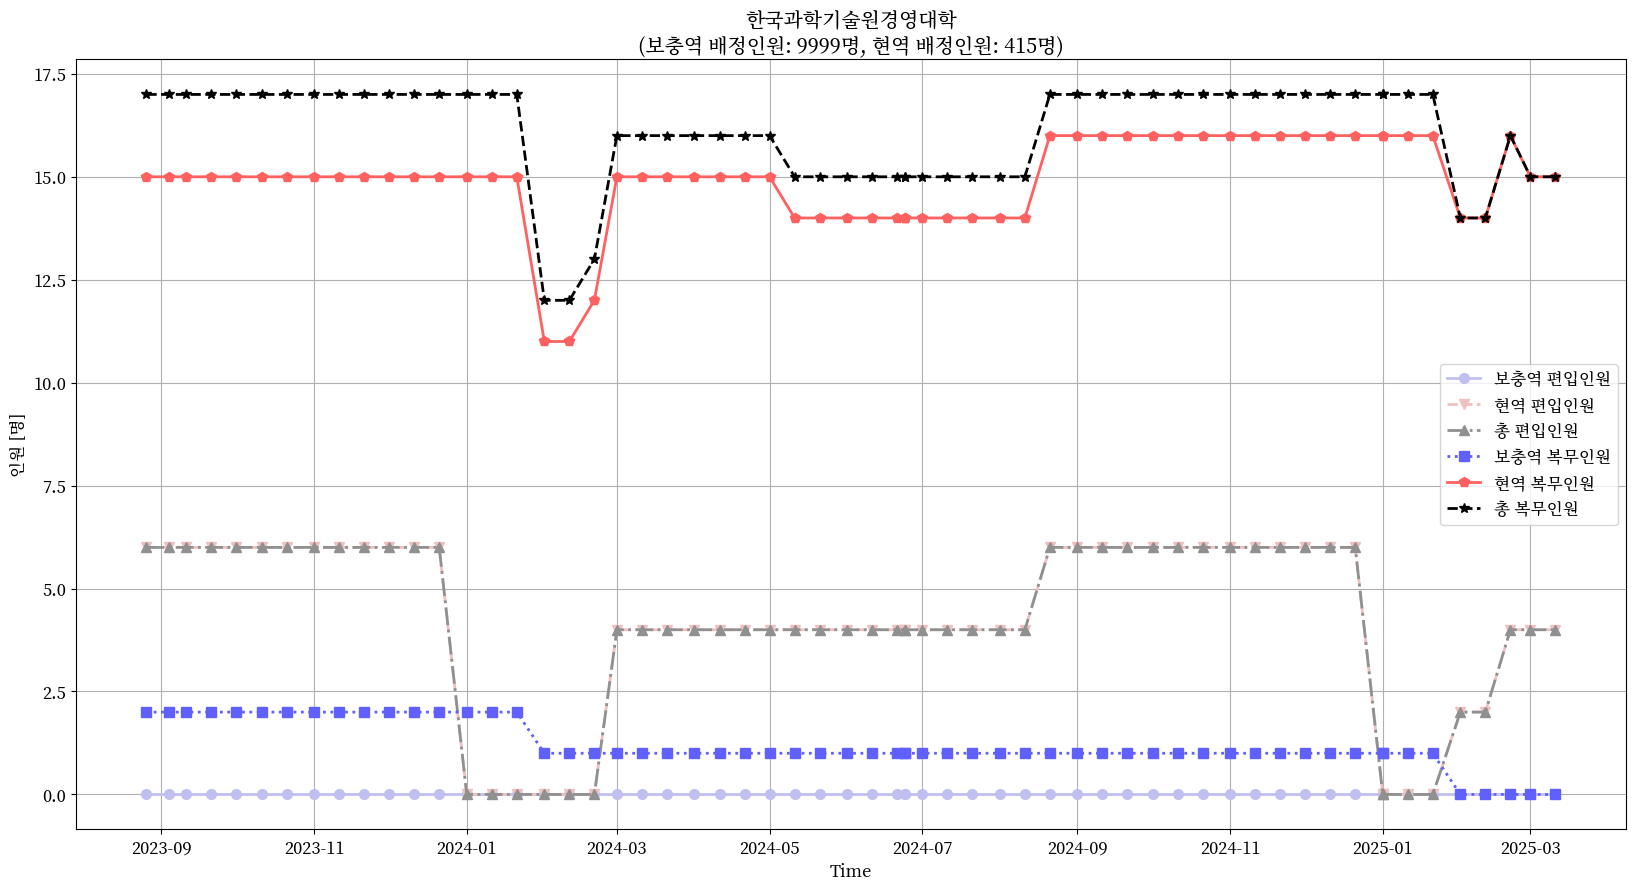 한국과학기술원경영대학
(보충역 배정인원: 9999명, 현역 배정인원: 415명)
17.5
15.0
12.5
10.0
7.5
5.0
2.5
0.0
인원 [명]
보충역 편입인원
현역 편입인원
총 편입인원
보충역 복무인원
현역 복무인원
총 복무인원
2023-09
2023-11
2024-01
2024-03
2024-05
2024-07
2024-09
2024-11
2025-01
2025-03
Time